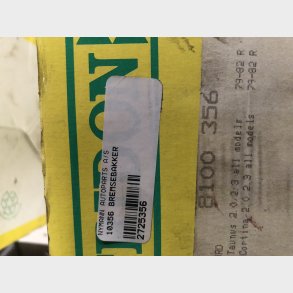 NYMANN AUTOPARTS A/S
10356 BREMSEBAKKER
2725356
8100 356
Taunus 2.0,2.3 all models 79-82 R
Cortina 2.0,2.3 all models 79-82 R